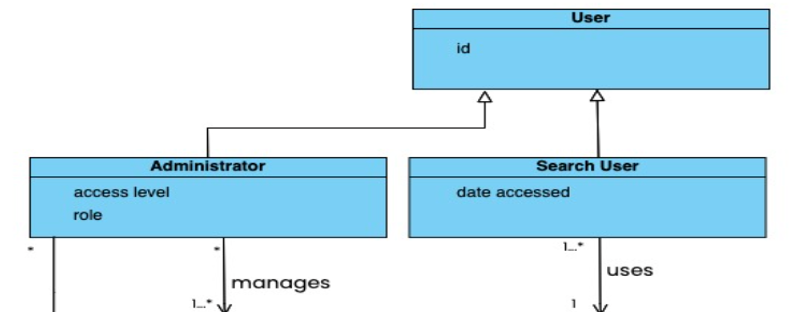 User
id
Administrator
access level
role
Search User
date accessed
*
*
manages
1...*
1...*
uses
1